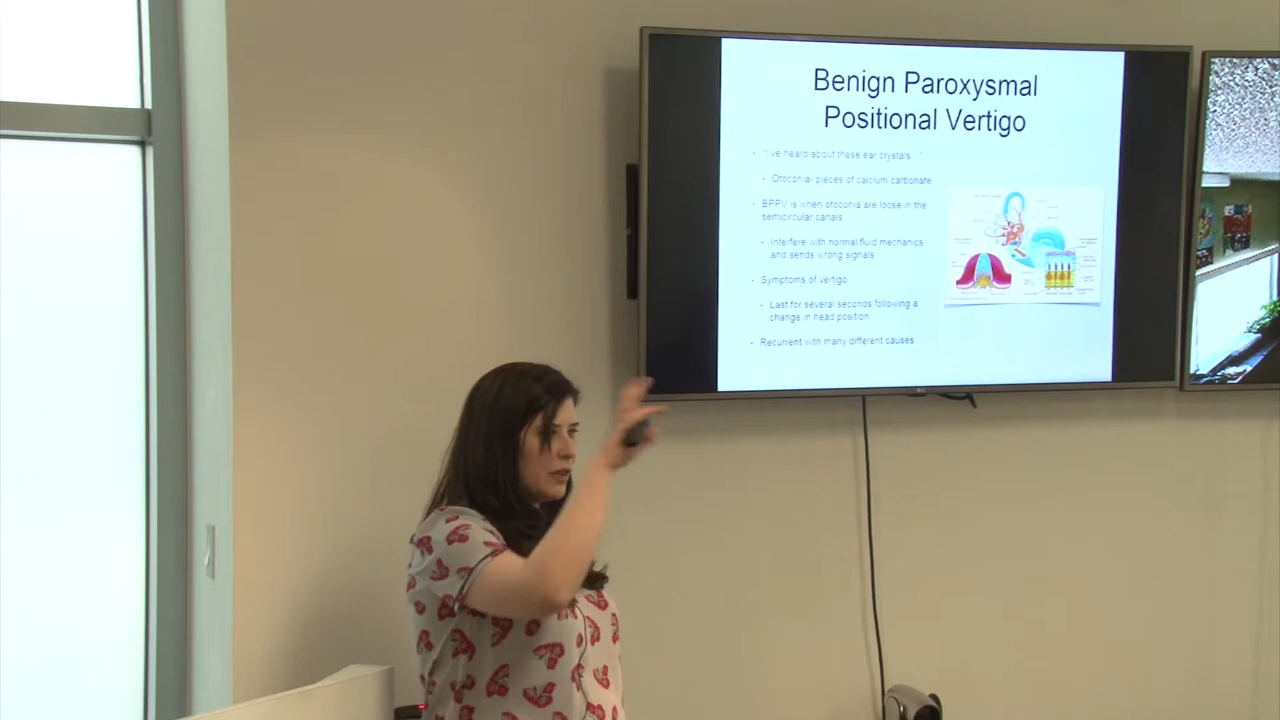 Benign Paroxysmal
Positional Vertigo
- "I've heard about these ear crystals..."
- Otoconia- pieces of calcium carbonate
- BPPV is when otoconia are loose in the
semicircular canals
- Interfere with normal fluid mechanics
and sends wrong signals
- Symptoms of vertigo
- Last for several seconds following a
change in head position
- Recurrent with many different causes
LG